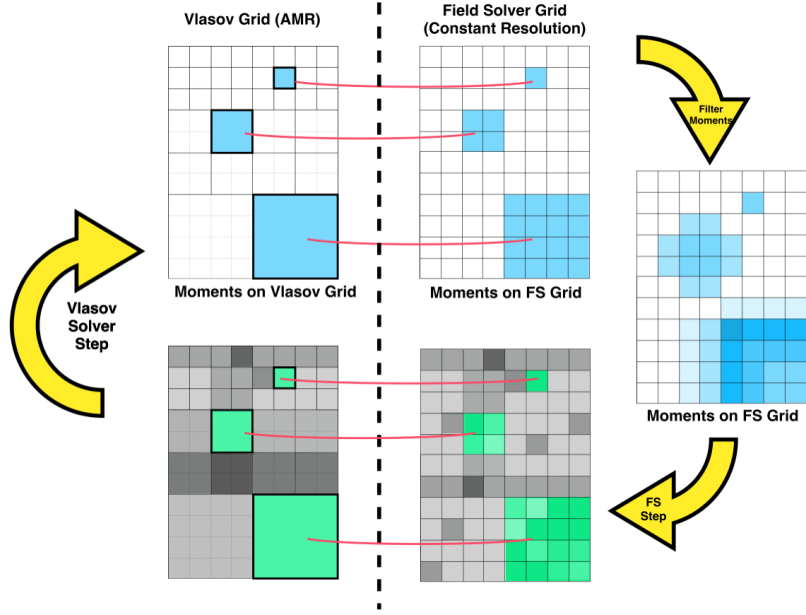 Vlasov Grid (AMR)
Field Solver Grid
(Constant Resolution)
Filter
Moments
Moments on Vlasov Grid
Moments on FS Grid
Vlasov
Solver
Step
Moments on FS Grid
FS
Step